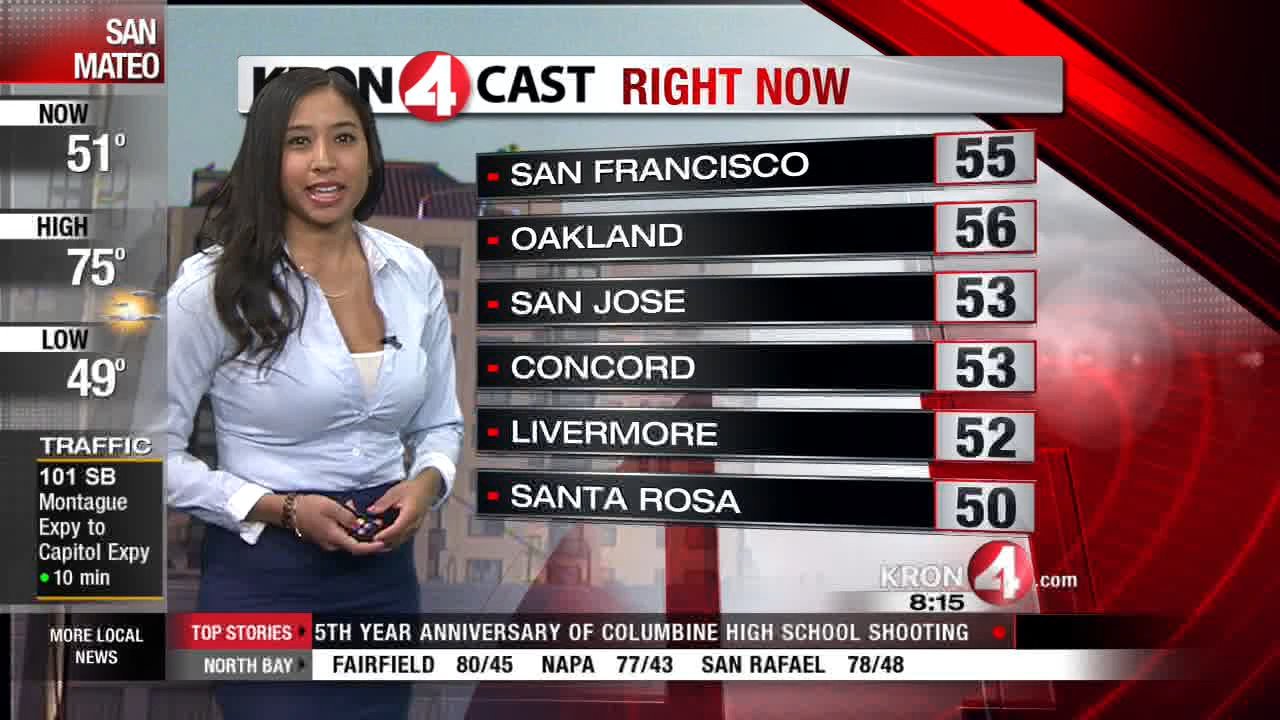 SAN
MATEO
NOW
51°
HIGH
75°
LOW
49°
TRAFFIC
101 SB
Montague
Expy to
Capitol Expy
10 min
KRON 4 CAST RIGHT NOW
SAN FRANCISCO 55
OAKLAND 56
SAN JOSE 53
CONCORD 53
LIVERMORE 52
SANTA ROSA 50
KRON 4 .com
8:15
MORE LOCAL
NEWS
TOP STORIES 5TH YEAR ANNIVERSARY OF COLUMBINE HIGH SCHOOL SHOOTING
NORTH BAY FAIRFIELD 80/45 NAPA 77/43 SAN RAFAEL 78/48